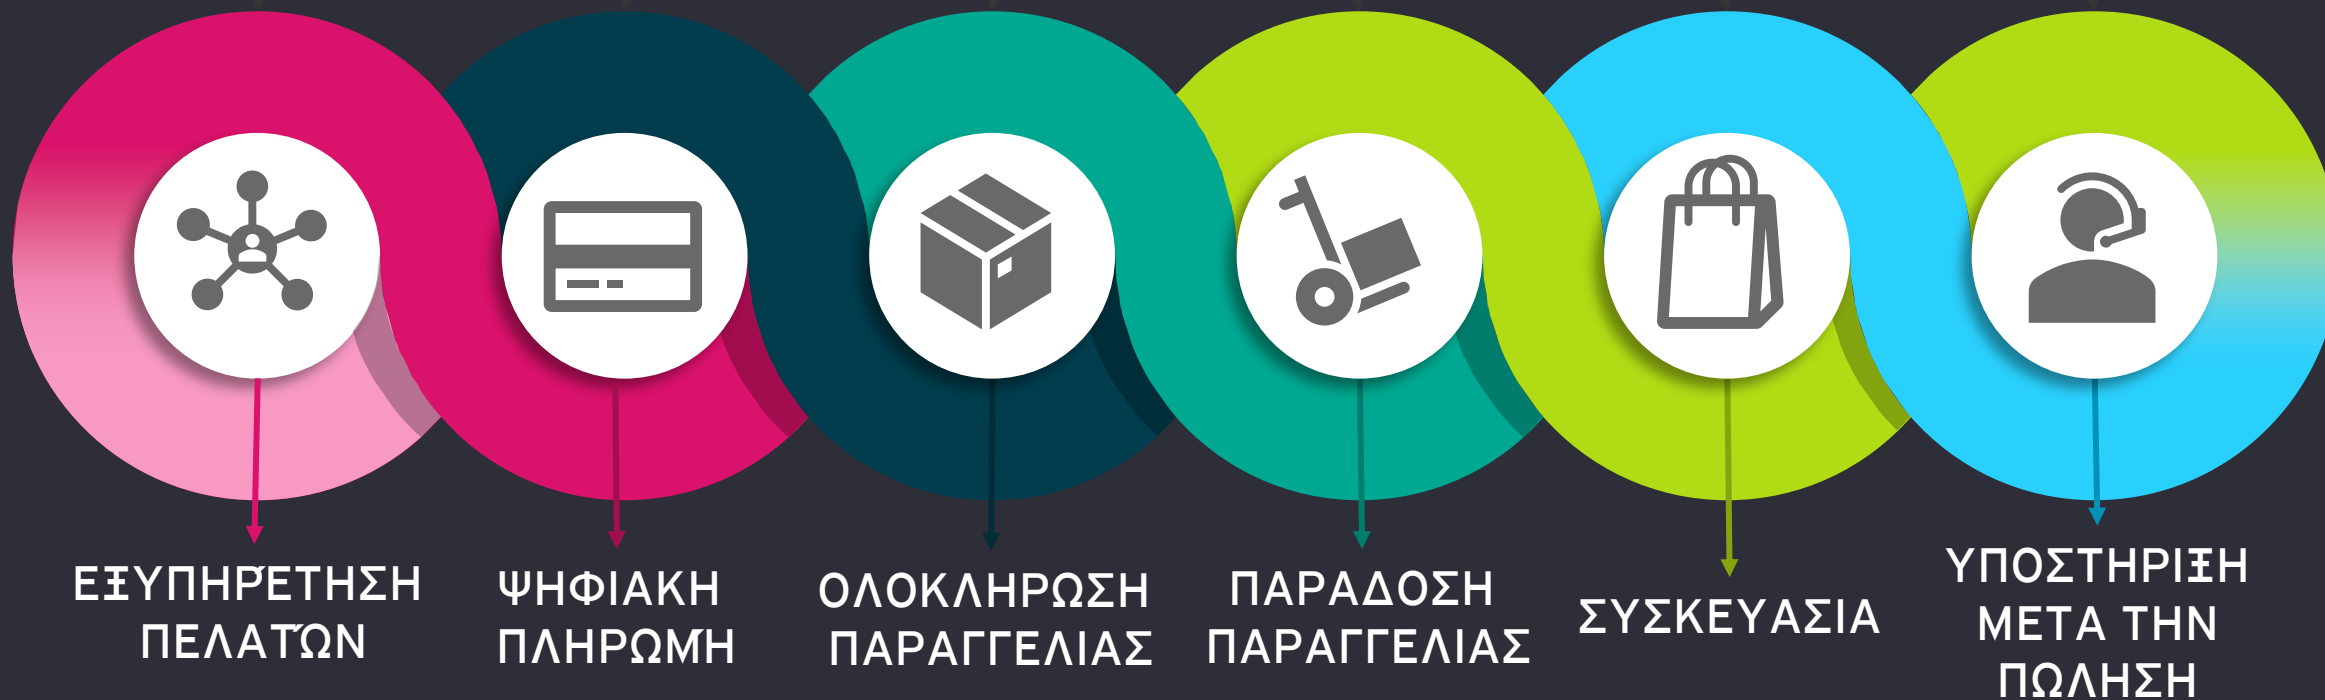 ΕΞΥΠΗΡΈΤΗΣΗ
ΠΕΛΑΤΏΝ
ΨΗΦΙΑΚΗ
ΠΛΗΡΩΜΉ
ΟΛΟΚΛΗΡΩΣΗ
ΠΑΡΑΓΓΕΛΙΑΣ
ΠΑΡΑΔΟΣΗ
ΠΑΡΑΓΓΕΛΙΑΣ
ΣΥΣΚΕΥΑΣΙΑ
ΥΠΟΣΤΗΡΙΞΗ
ΜΕΤΑ ΤΗΝ
ΠΩΛΗΣΗ